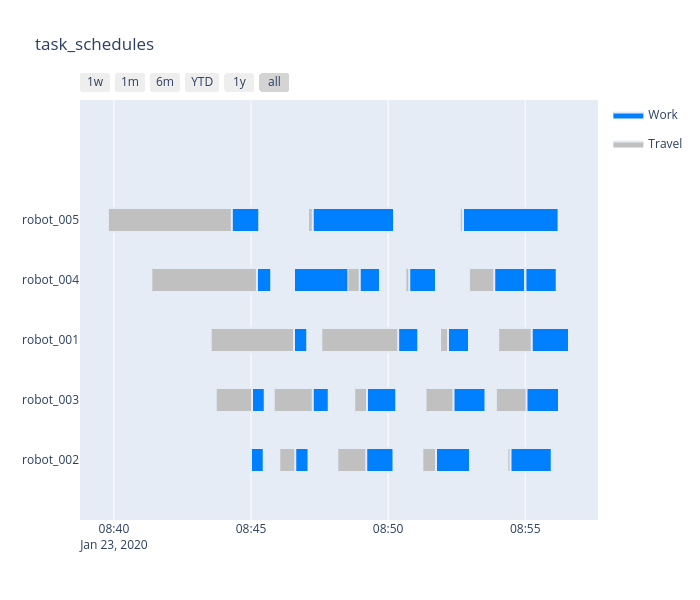 task_schedules
1w 1m 6m YTD 1y all
Work
Travel
robot_005
robot_004
robot_001
robot_003
robot_002
08:40 08:45 08:50 08:55
Jan 23, 2020